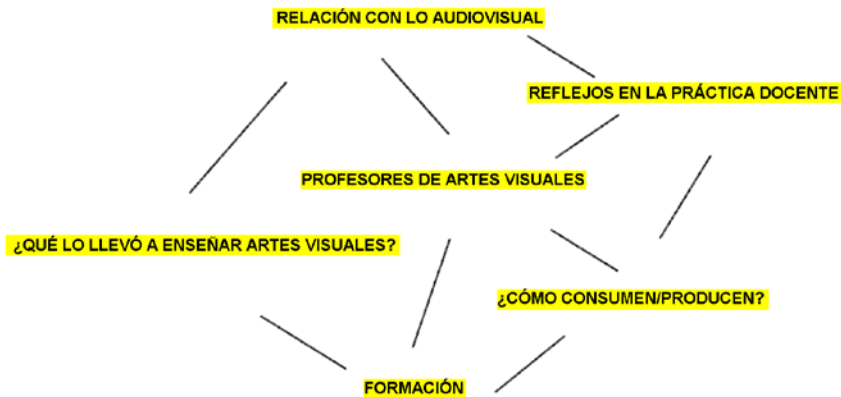 RELACIÓN CON LO AUDIOVISUAL
REFLEJOS EN LA PRÁCTICA DOCENTE
PROFESORES DE ARTES VISUALES
¿QUÉ LO LLEVÓ A ENSEÑAR ARTES VISUALES?
¿CÓMO CONSUMEN/PRODUCEN?
FORMACIÓN